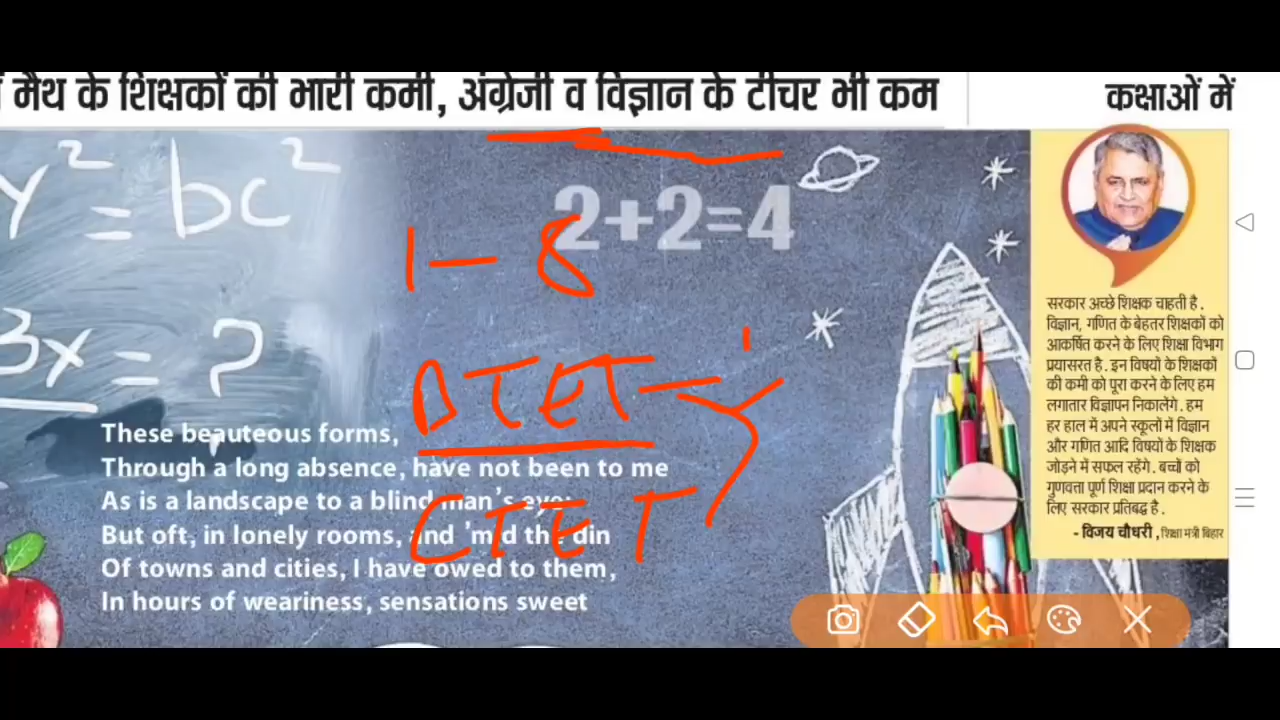 मैथ के शिक्षकों की भारी कमी, अंग्रेजी व विज्ञान के टीचर भी कम
कक्षाओं में
y² = bc²
2+2=4
1 - 8
3x = ?
BTET
CTET
These beauteous forms,
Through a long absence, have not been to me
As is a landscape to a blind man's eye:
But oft, in lonely rooms, and 'mid the din
Of towns and cities, I have owed to them,
In hours of weariness, sensations sweet
सरकार अच्छे शिक्षक चाहती है.
विज्ञान, गणित के बेहतर शिक्षकों को
आकर्षित करने के लिए शिक्षा विभाग
प्रयासरत है. इन विषयों के शिक्षकों
की कमी को पूरा करने के लिए हम
लगातार विज्ञापन निकालेंगे. हम
हर हाल में अपने स्कूलों में विज्ञान
और गणित आदि विषयों के शिक्षक
जोड़ने में सफल रहेंगे. बच्चों को
गुणवत्ता पूर्ण शिक्षा प्रदान करने के
लिए सरकार प्रतिबद्ध है.
- विजय चौधरी, शिक्षा मंत्री बिहार